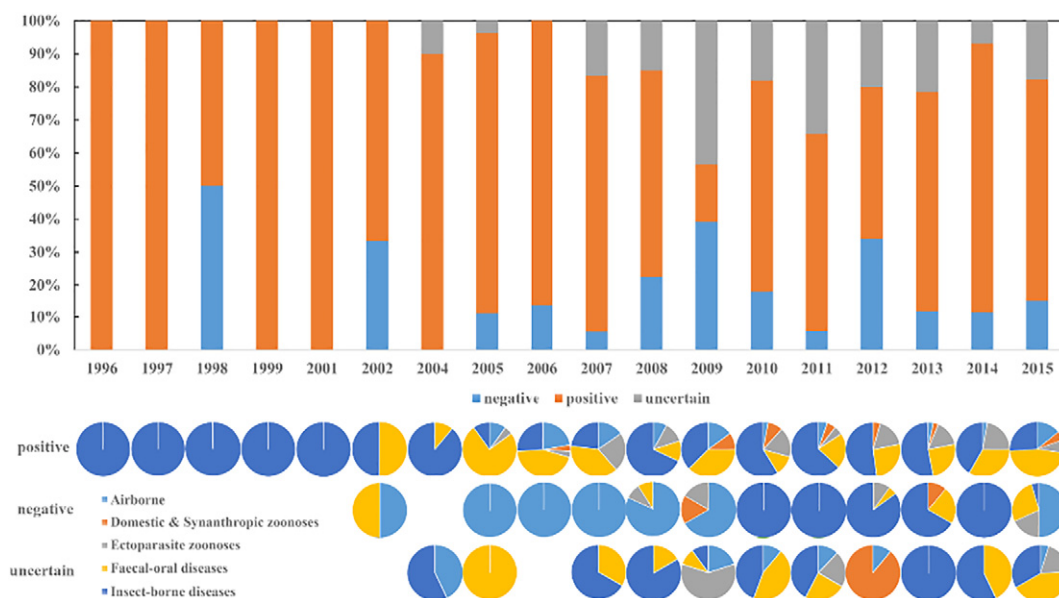 100%
90%
80%
70%
60%
50%
40%
30%
20%
10%
0%
1996 1997 1998 1999 2001 2002 2004 2005 2006 2007 2008 2009 2010 2011 2012 2013 2014 2015
negative positive uncertain
positive
negative
Airborne
Domestic & Synanthropic zoonoses
Ectoparasite zoonoses
Faecal-oral diseases
Insect-borne diseases
uncertain